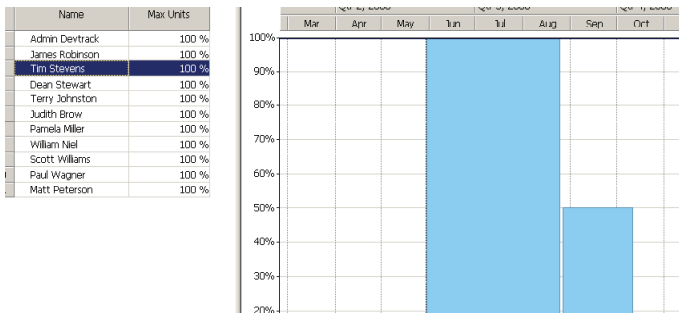 Name Max Units
Admin Devtrack 100 %
James Robinson 100 %
Tim Stevens 100 %
Dean Stewart 100 %
Terry Johnston 100 %
Judith Brow 100 %
Pamela Miller 100 %
William Niel 100 %
Scott Williams 100 %
Paul Wagner 100 %
Matt Peterson 100 %
Mar Apr May Jun Jul Aug Sep Oct
100%
90%
80%
70%
60%
50%
40%
30%
20%